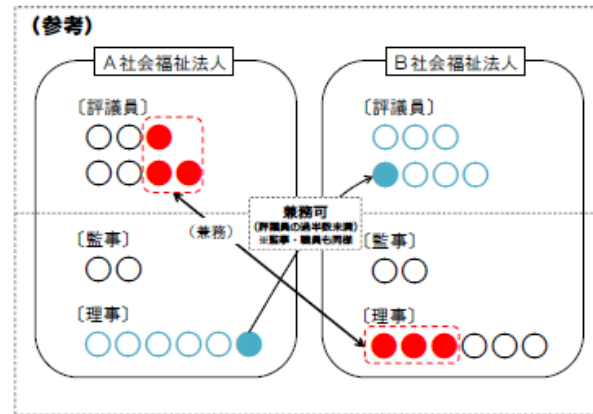 (参考)
A社会福祉法人
B社会福祉法人
〔評議員〕
〔評議員〕
兼務可
(評議員の過半数未満)
※監事・職員も同様
(兼務)
〔監事〕
〔監事〕
〔理事〕
〔理事〕